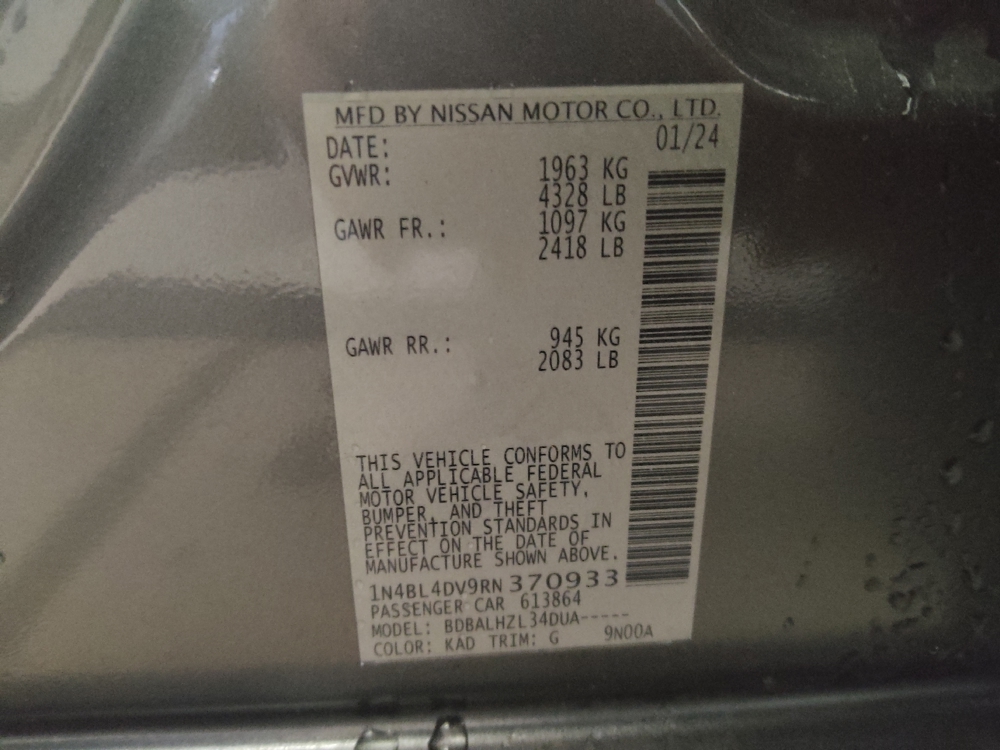 MFD BY NISSAN MOTOR CO., LTD.
DATE: 01/24
GVWR: 1963 KG
4328 LB
GAWR FR.: 1097 KG
2418 LB
GAWR RR.: 945 KG
2083 LB
THIS VEHICLE CONFORMS TO
ALL APPLICABLE FEDERAL
MOTOR VEHICLE SAFETY,
BUMPER, AND THEFT
PREVENTION STANDARDS IN
EFFECT ON THE DATE OF
MANUFACTURE SHOWN ABOVE.
1N4BL4DV9RN370933
PASSENGER CAR 613864
MODEL: BDBALHZL34DUA-----
COLOR: KAD TRIM: G 9N00A